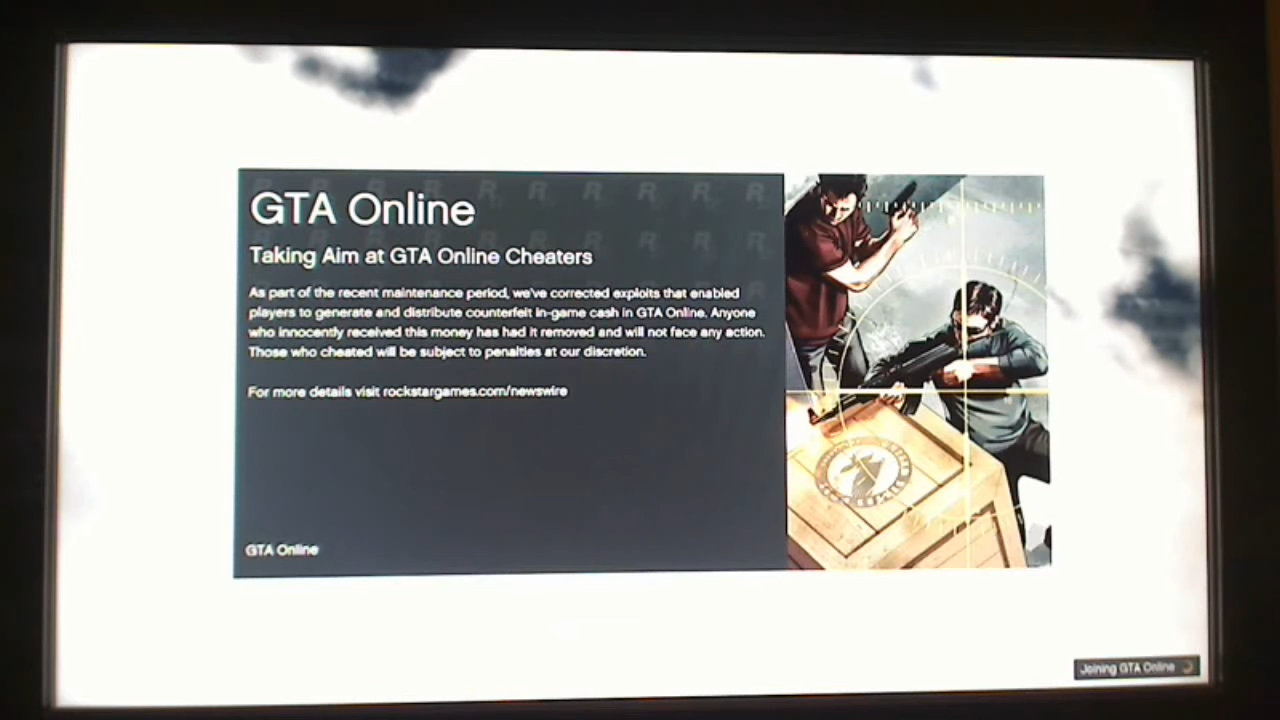 GTA Online
Taking Aim at GTA Online Cheaters
As part of the recent maintenance period, we've corrected exploits that enabled
players to generate and distribute counterfeit in-game cash in GTA Online. Anyone
who innocently received this money has had it removed and will not face any action.
Those who cheated will be subject to penalties at our discretion.
For more details visit rockstargames.com/newswire
GTA Online
Joining GTA Online